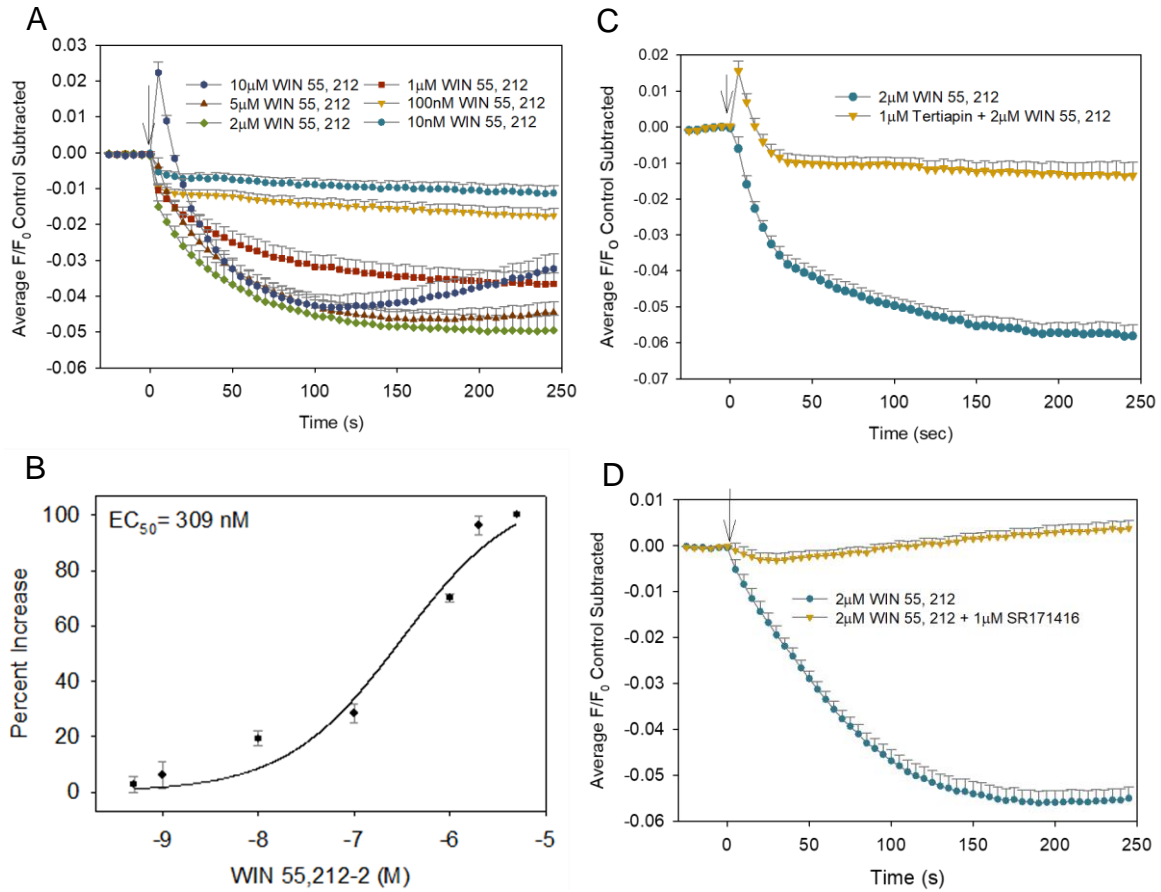 A
Average F/F0 Control Subtracted
0.03
0.02
0.01
0.00
-0.01
-0.02
-0.03
-0.04
-0.05
-0.06
10μM WIN 55, 212
1μM WIN 55, 212
5μM WIN 55, 212
100nM WIN 55, 212
2μM WIN 55, 212
10nM WIN 55, 212
0 50 100 150 200 250
Time (s)
B
EC50= 309 nM
Percent Increase
100
80
60
40
20
0
-9 -8 -7 -6 -5
WIN 55,212-2 (M)
C
Average F/FO Control Subtracted
0.02
0.01
0.00
-0.01
-0.02
-0.03
-0.04
-0.05
-0.06
-0.07
2μM WIN 55, 212
1μM Tertiapin + 2μM WIN 55, 212
0 50 100 150 200 250
Time (sec)
D
Average F/F0 Control Subtracted
0.01
0.00
-0.01
-0.02
-0.03
-0.04
-0.05
-0.06
2μM WIN 55, 212
2μM WIN 55, 212 + 1μM SR171416
0 50 100 150 200 250
Time (s)